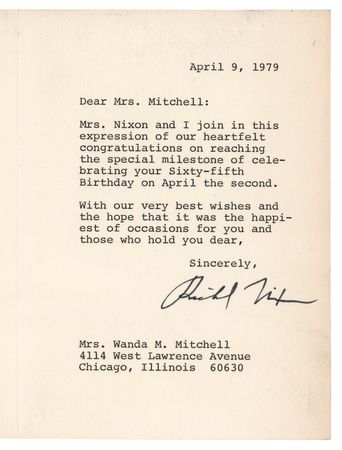 April 9, 1979
Dear Mrs. Mitchell:
Mrs. Nixon and I join in this
expression of our heartfelt
congratulations on reaching
the special milestone of cele-
brating your Sixty-fifth
Birthday on April the second.
With our very best wishes and
the hope that it was the happi-
est of occasions for you and
those who hold you dear,
Sincerely,
Richard Nixon
Mrs. Wanda M. Mitchell
4114 West Lawrence Avenue
Chicago, Illinois 60630